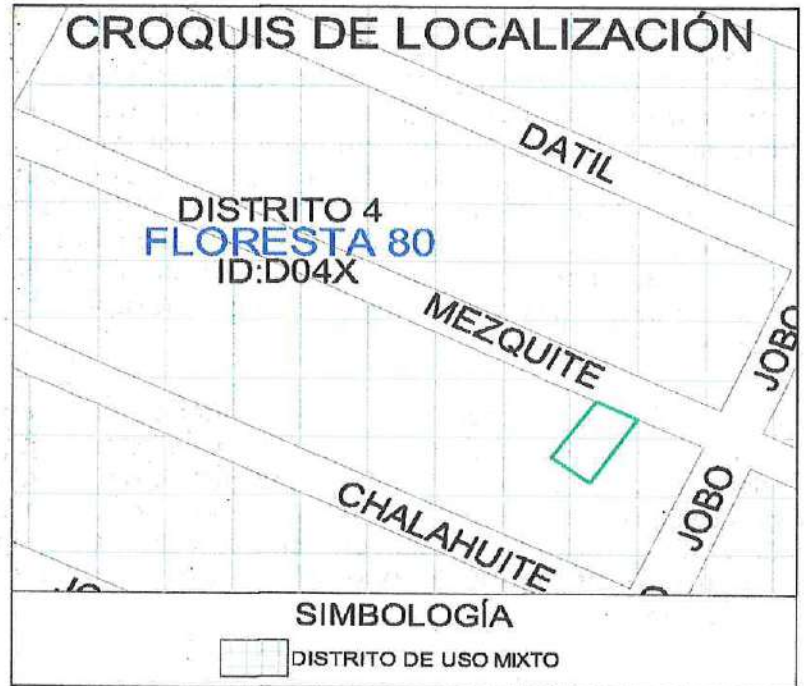 CROQUIS DE LOCALIZACIÓN
DATIL
DISTRITO 4
FLORESTA 80
ID:D04X
MEZQUITE
JOBO
JOBO
CHALAHUITE
SIMBOLOGÍA
DISTRITO DE USO MIXTO